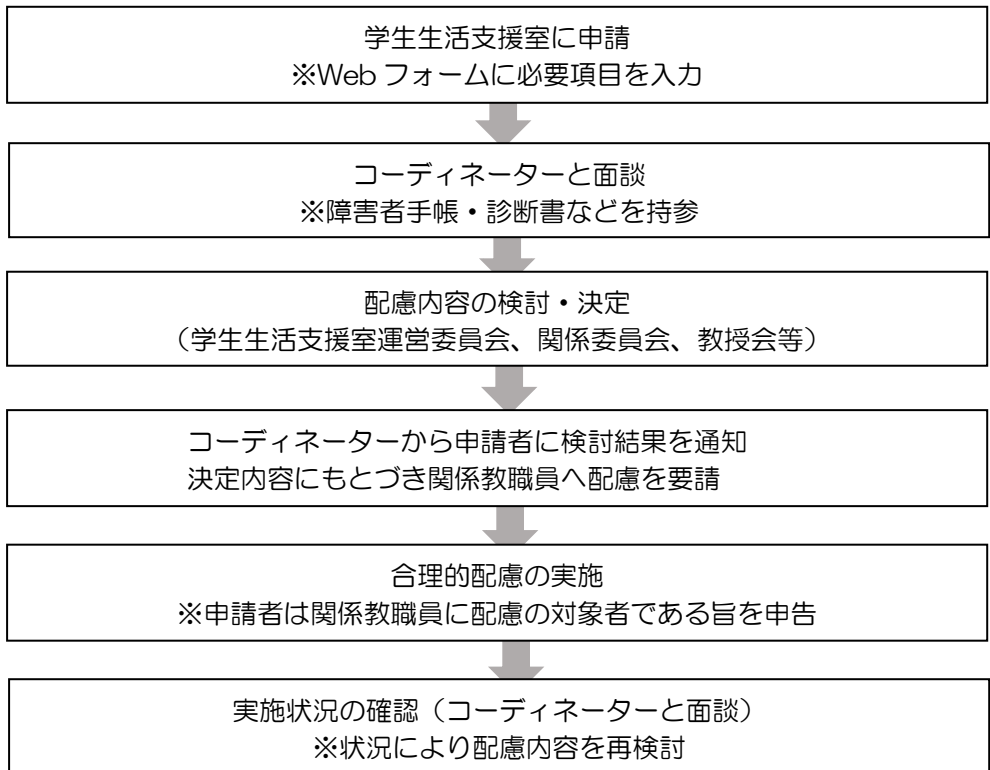 学生生活支援室に申請
※Web フォームに必要項目を入力
コーディネーターと面談
※障害者手帳・診断書などを持参
配慮内容の検討・決定
（学生生活支援室運営委員会、関係委員会、教授会等）
コーディネーターから申請者に検討結果を通知
決定内容にもとづき関係教職員へ配慮を要請
合理的配慮の実施
※申請者は関係教職員に配慮の対象者である旨を申告
実施状況の確認（コーディネーターと面談）
※状況により配慮内容を再検討